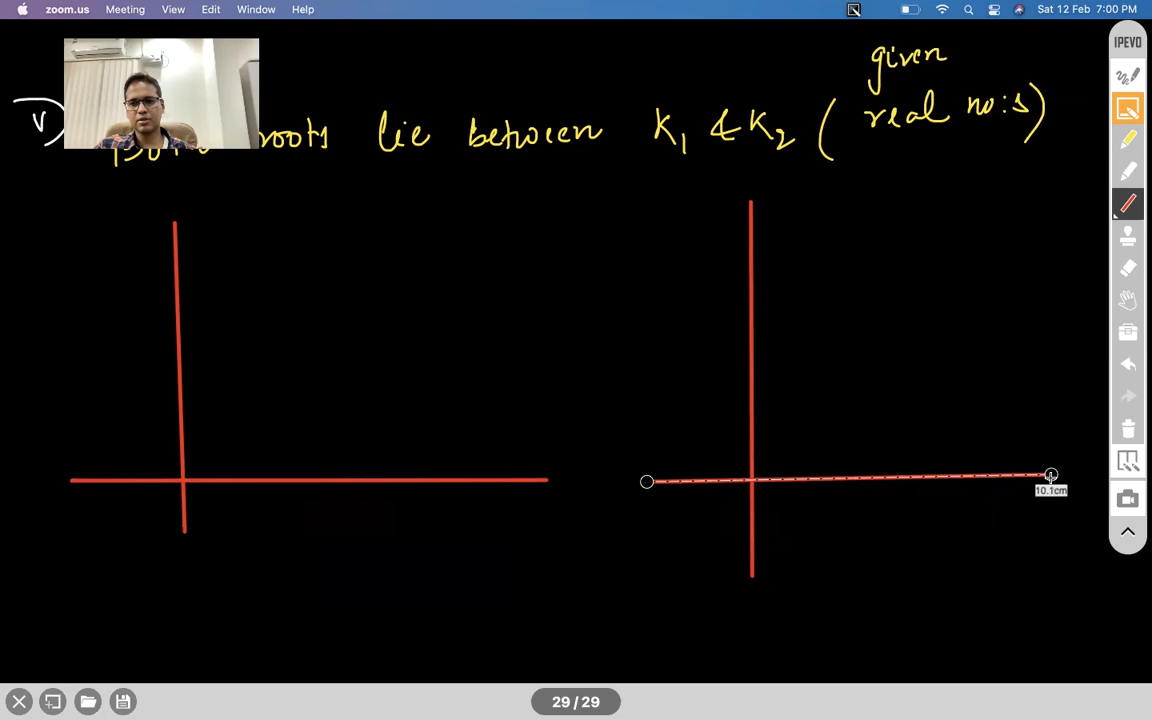 zoom.us Meeting View Edit Window Help Sat 12 Feb 7:00 PM
IPEVO
given
V) roots lie between K₁ & K₂ ( real no:s)
10.1cm
29 / 29